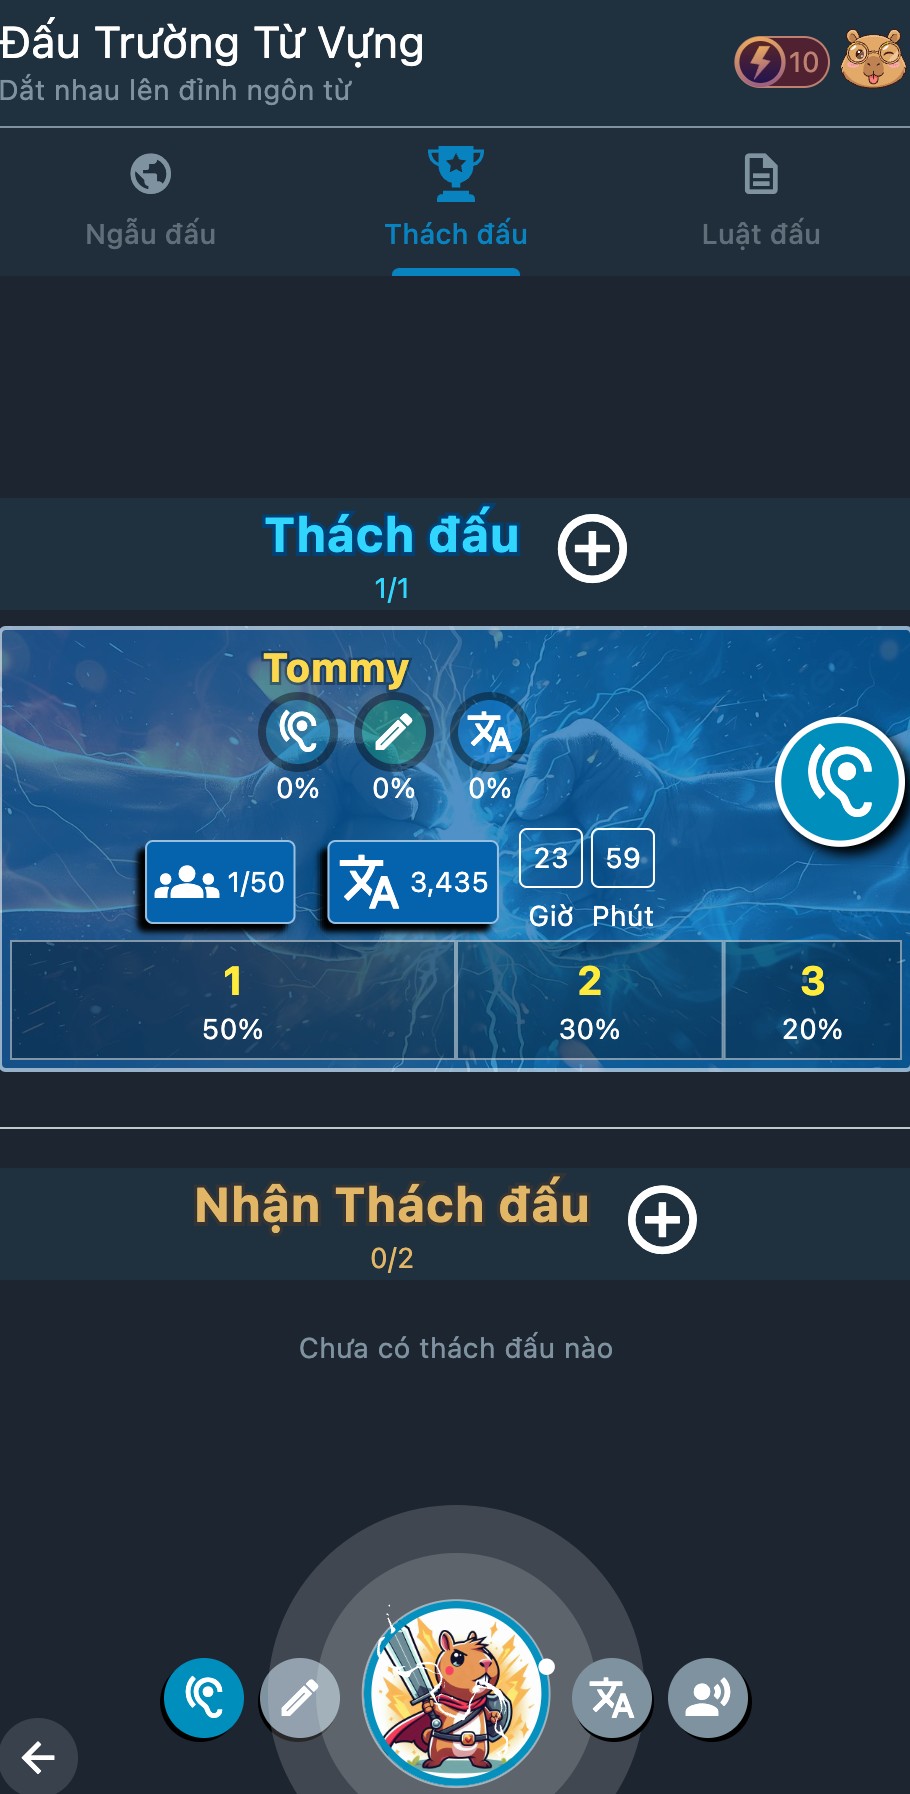 Đấu Trường Từ Vựng
Dắt nhau lên đỉnh ngôn từ
10
Ngẫu đấu
Thách đấu
Luật đấu
Thách đấu
1/1
Tommy
0% 0% 0%
1/50
3,435
23 59
Giờ Phút
1 2 3
50% 30% 20%
Nhận Thách đấu
0/2
Chưa có thách đấu nào